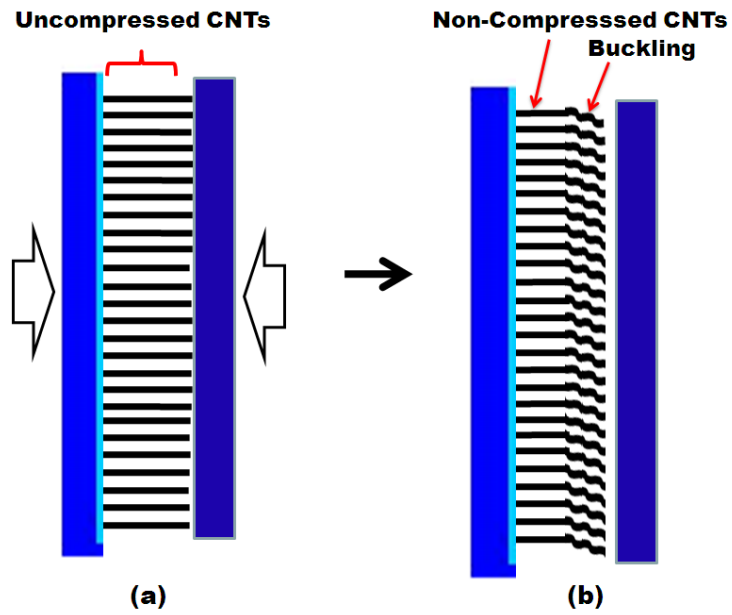 Uncompressed CNTs
Non-Compresssed CNTs
Buckling
(a)
(b)